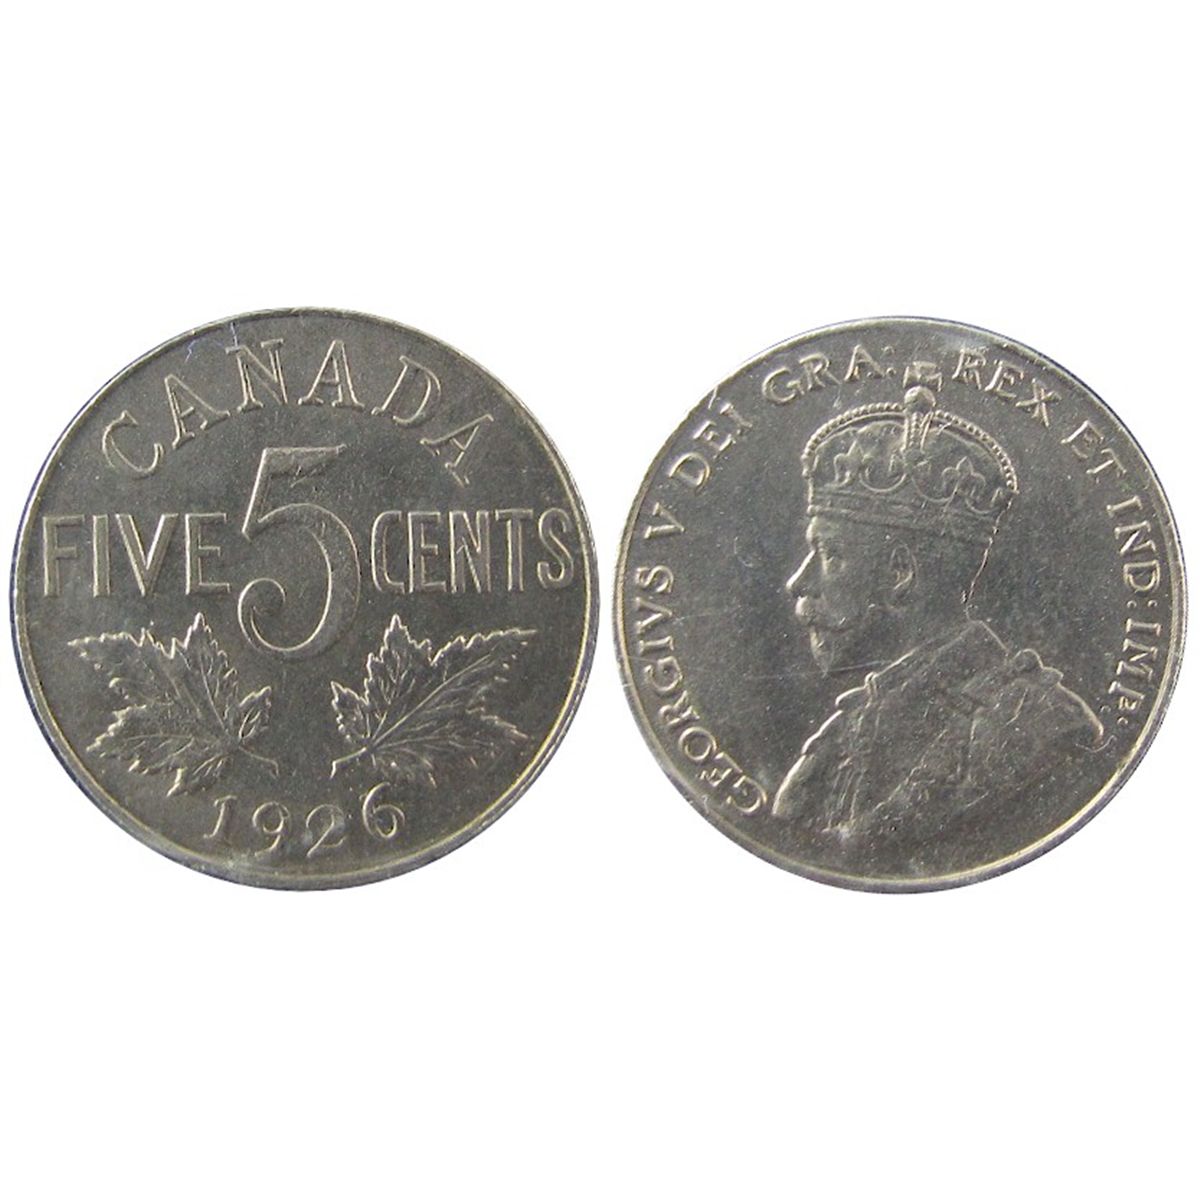 CANADA
FIVE 5 CENTS
1926
GEORGIVS V DEI GRA: REX ET IND: IMP: